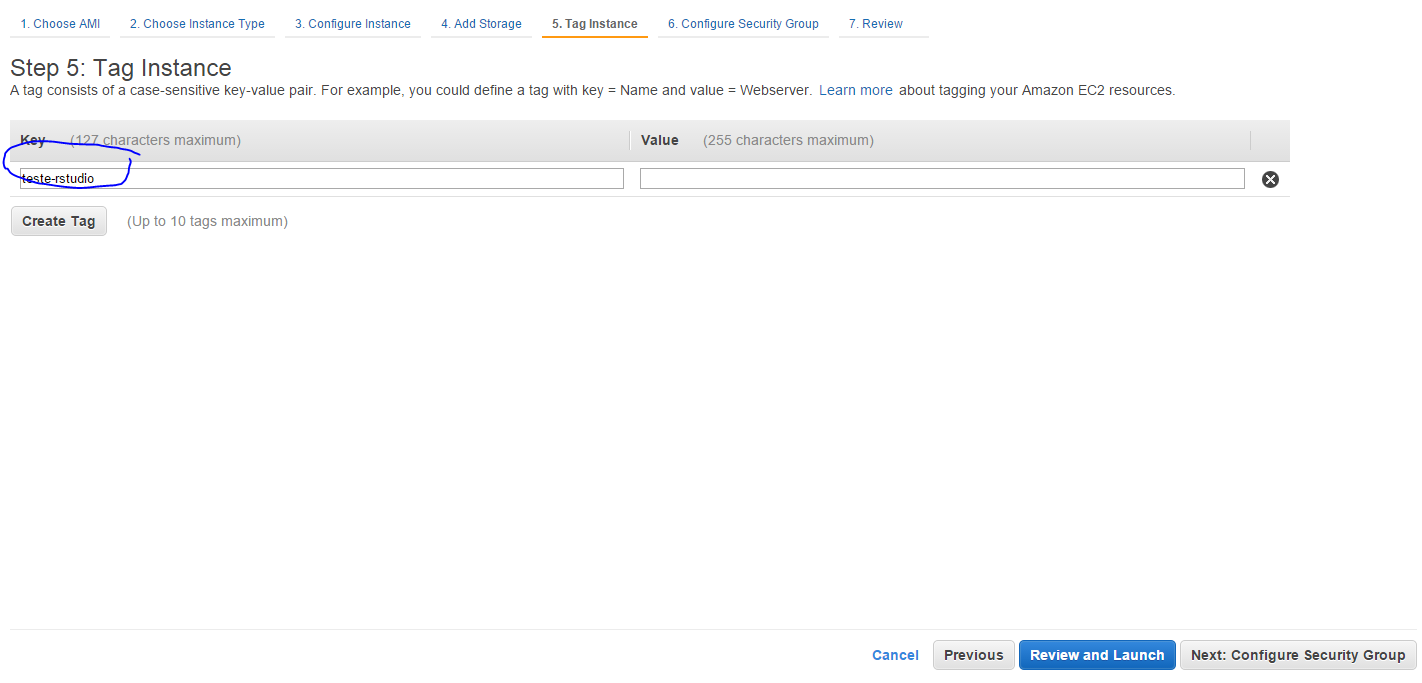 1. Choose AMI 2. Choose Instance Type 3. Configure Instance 4. Add Storage 5. Tag Instance 6. Configure Security Group 7. Review
Step 5: Tag Instance
A tag consists of a case-sensitive key-value pair. For example, you could define a tag with key = Name and value = Webserver. Learn more about tagging your Amazon EC2 resources.
Key (127 characters maximum) Value (255 characters maximum)
teste-rstudio
Create Tag (Up to 10 tags maximum)
Cancel Previous Review and Launch Next: Configure Security Group